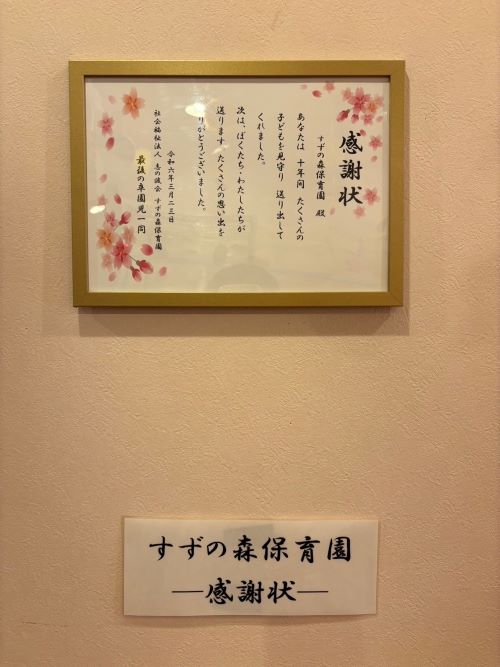 感謝状
すずの森保育園 殿
あなたは 十年間 たくさんの
子どもを見守り 送り出して
くれました。
次は、ぼくたち・わたしたちが
送ります。たくさんの思い出を
ありがとうございました。
令和六年三月二三日
社会福祉法人 志の波会 すずの森保育園
最後の卒園児一同
すずの森保育園
―感謝状―